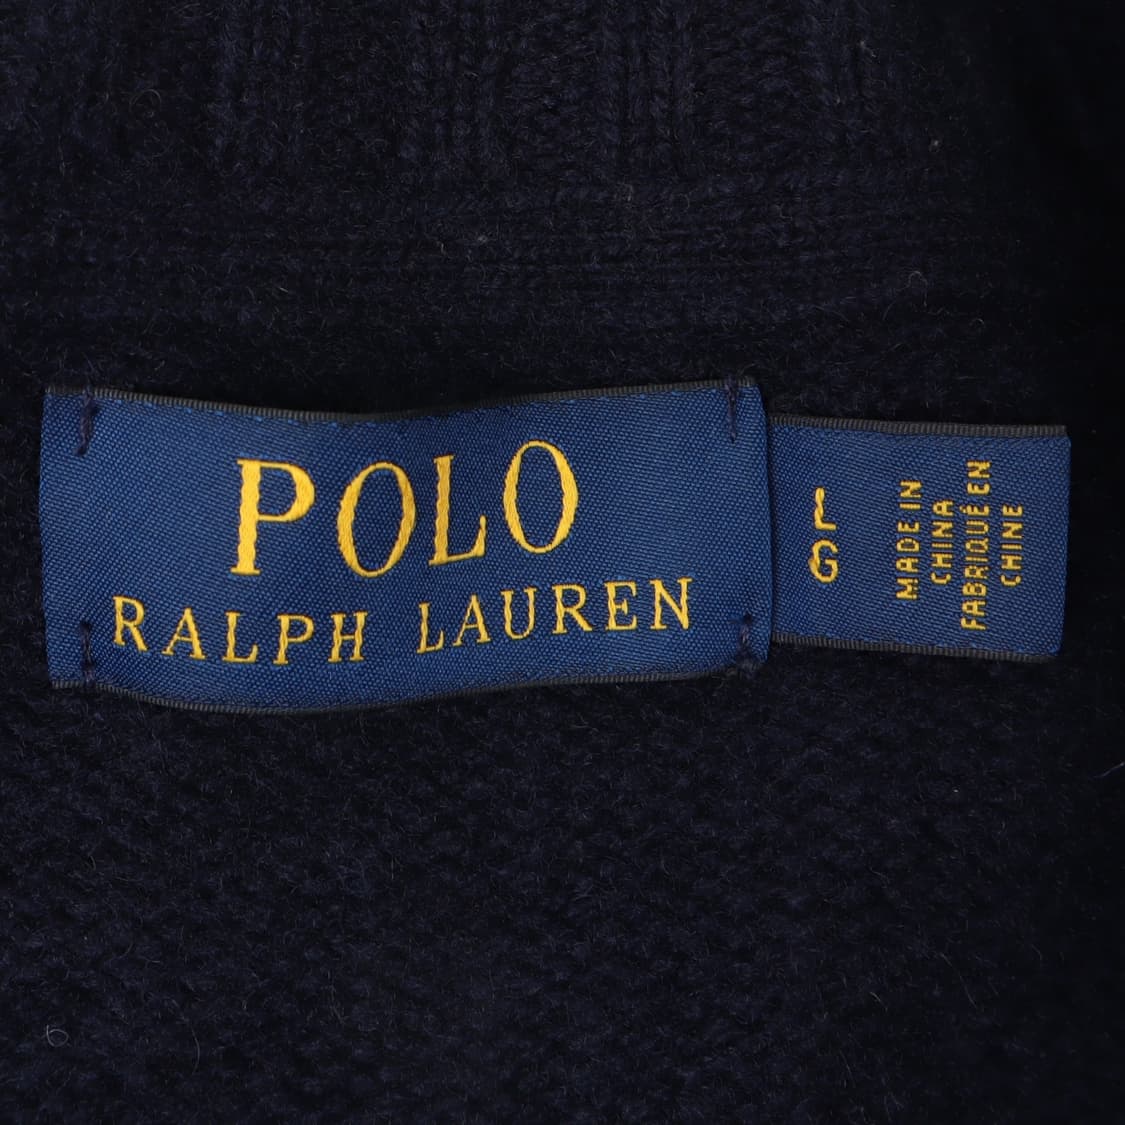 POLO
RALPH LAUREN
L
G
MADE IN
CHINA
FABRIQUÉ EN
CHINE